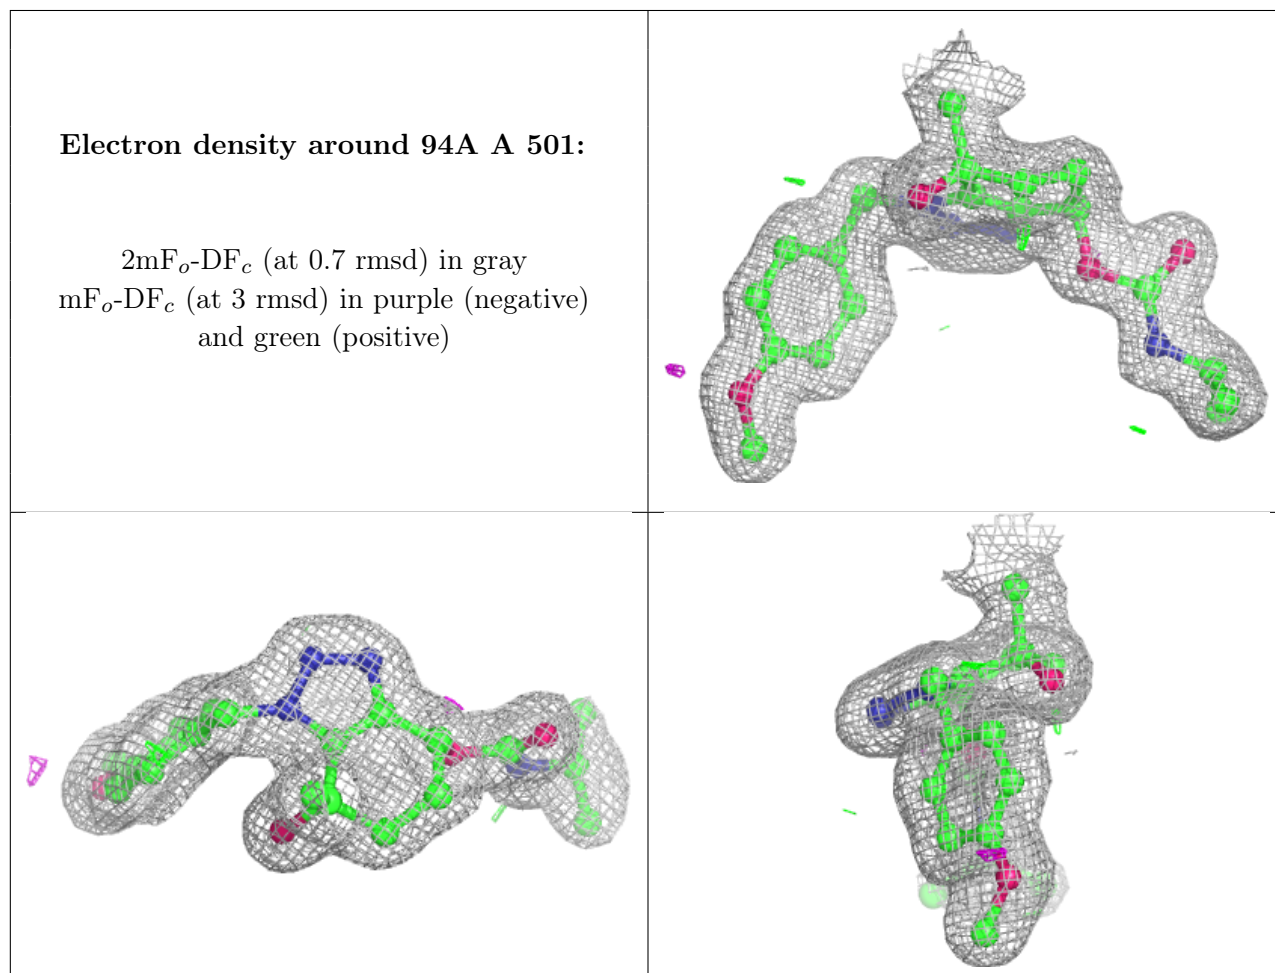 Electron density around 94A A 501:
2mFo-DFc (at 0.7 rmsd) in gray
mFo-DFc (at 3 rmsd) in purple (negative)
and green (positive)